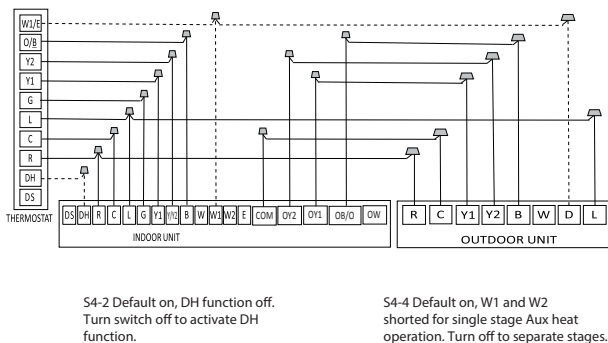 W1/E
O/B
Y2
Y1
G
L
C
R
DH
DS
THERMOSTAT
DS DH R C L G Y1 Y/Y2 B W W1 W2 E COM OY2 OY1 OB/O OW
INDOOR UNIT
R C Y1 Y2 B W D L
OUTDOOR UNIT
S4-2 Default on, DH function off.
Turn switch off to activate DH
function.
S4-4 Default on, W1 and W2
shorted for single stage Aux heat
operation. Turn off to separate stages.